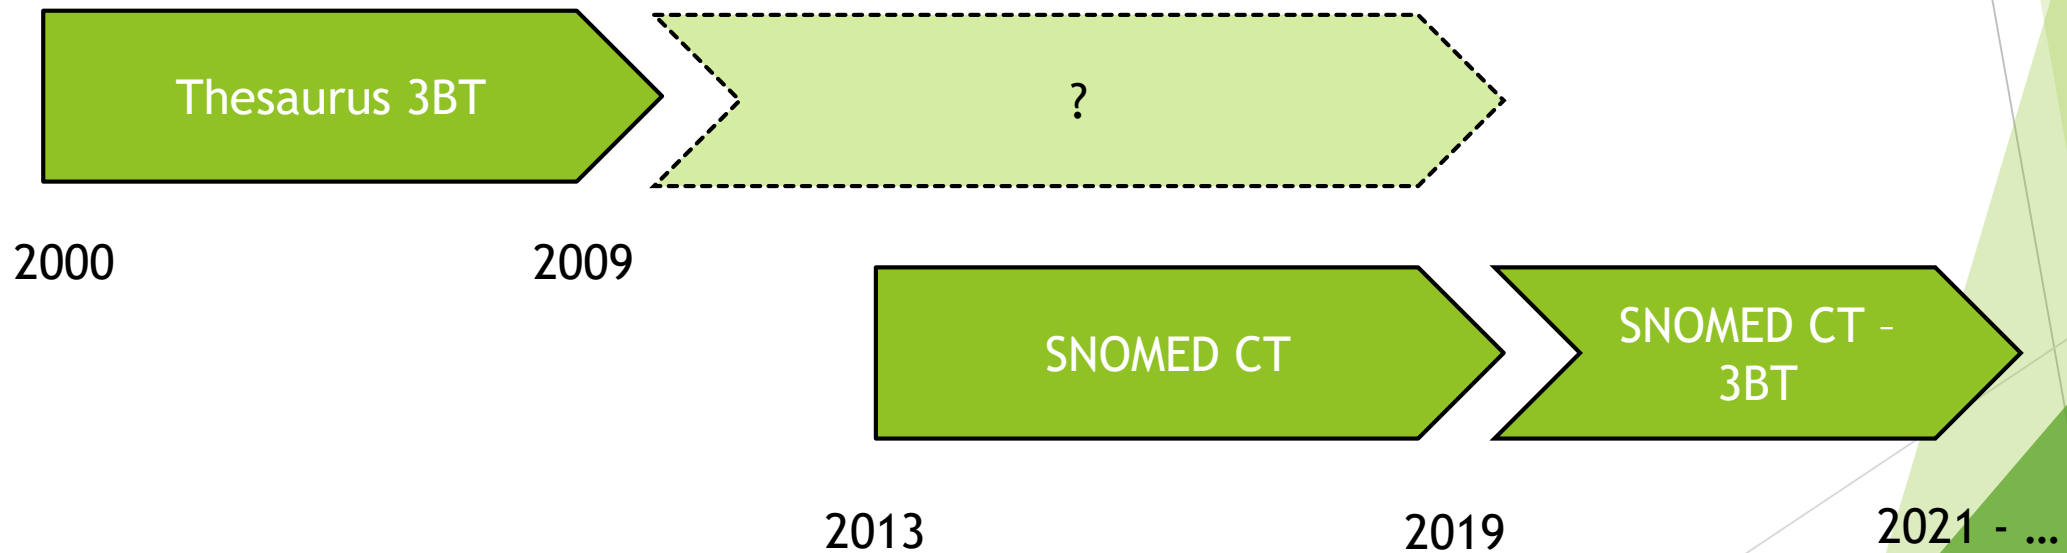 Thesaurus 3BT
?
2000
2009
SNOMED CT
SNOMED CT –
3BT
2013
2019
2021 - …